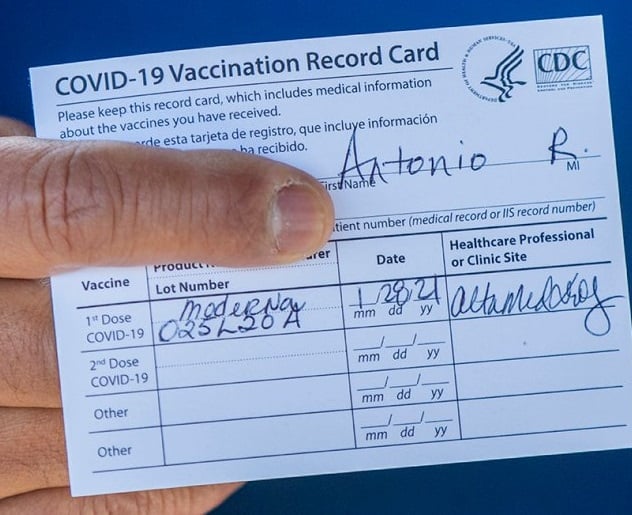 COVID-19 Vaccination Record Card
CDC
Please keep this record card, which includes medical information
about the vaccines you have received.
esta tarjeta de registro, que incluye información
ha recibido.
Antonio R.
First Name MI
number (medical record or IIS record number)
Vaccine
Lot Number
Date
Healthcare Professional
or Clinic Site
1st Dose
COVID-19
Moderna
025L20A
1 28 21
mm dd yy
2nd Dose
COVID-19
mm dd yy
Other
mm dd yy
Other
mm dd yy